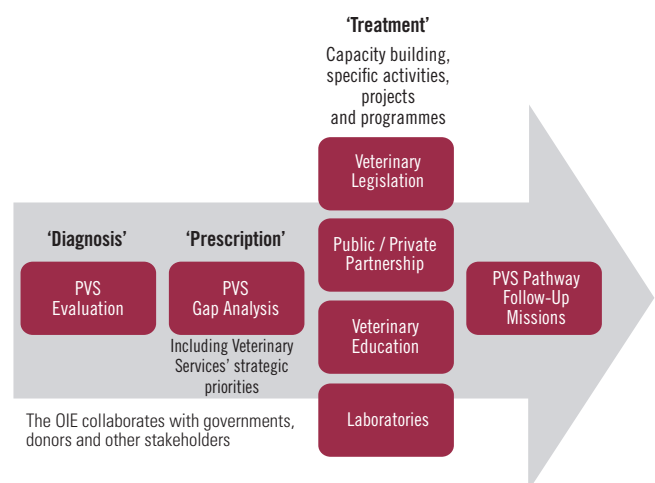 'Treatment'
Capacity building,
specific activities,
projects
and programmes
Veterinary
Legislation
'Diagnosis'
PVS
Evaluation
'Prescription'
PVS
Gap Analysis
Including Veterinary
Services' strategic
priorities
Public / Private
Partnership
Veterinary
Education
Laboratories
PVS Pathway
Follow-Up
Missions
The OIE collaborates with governments,
donors and other stakeholders